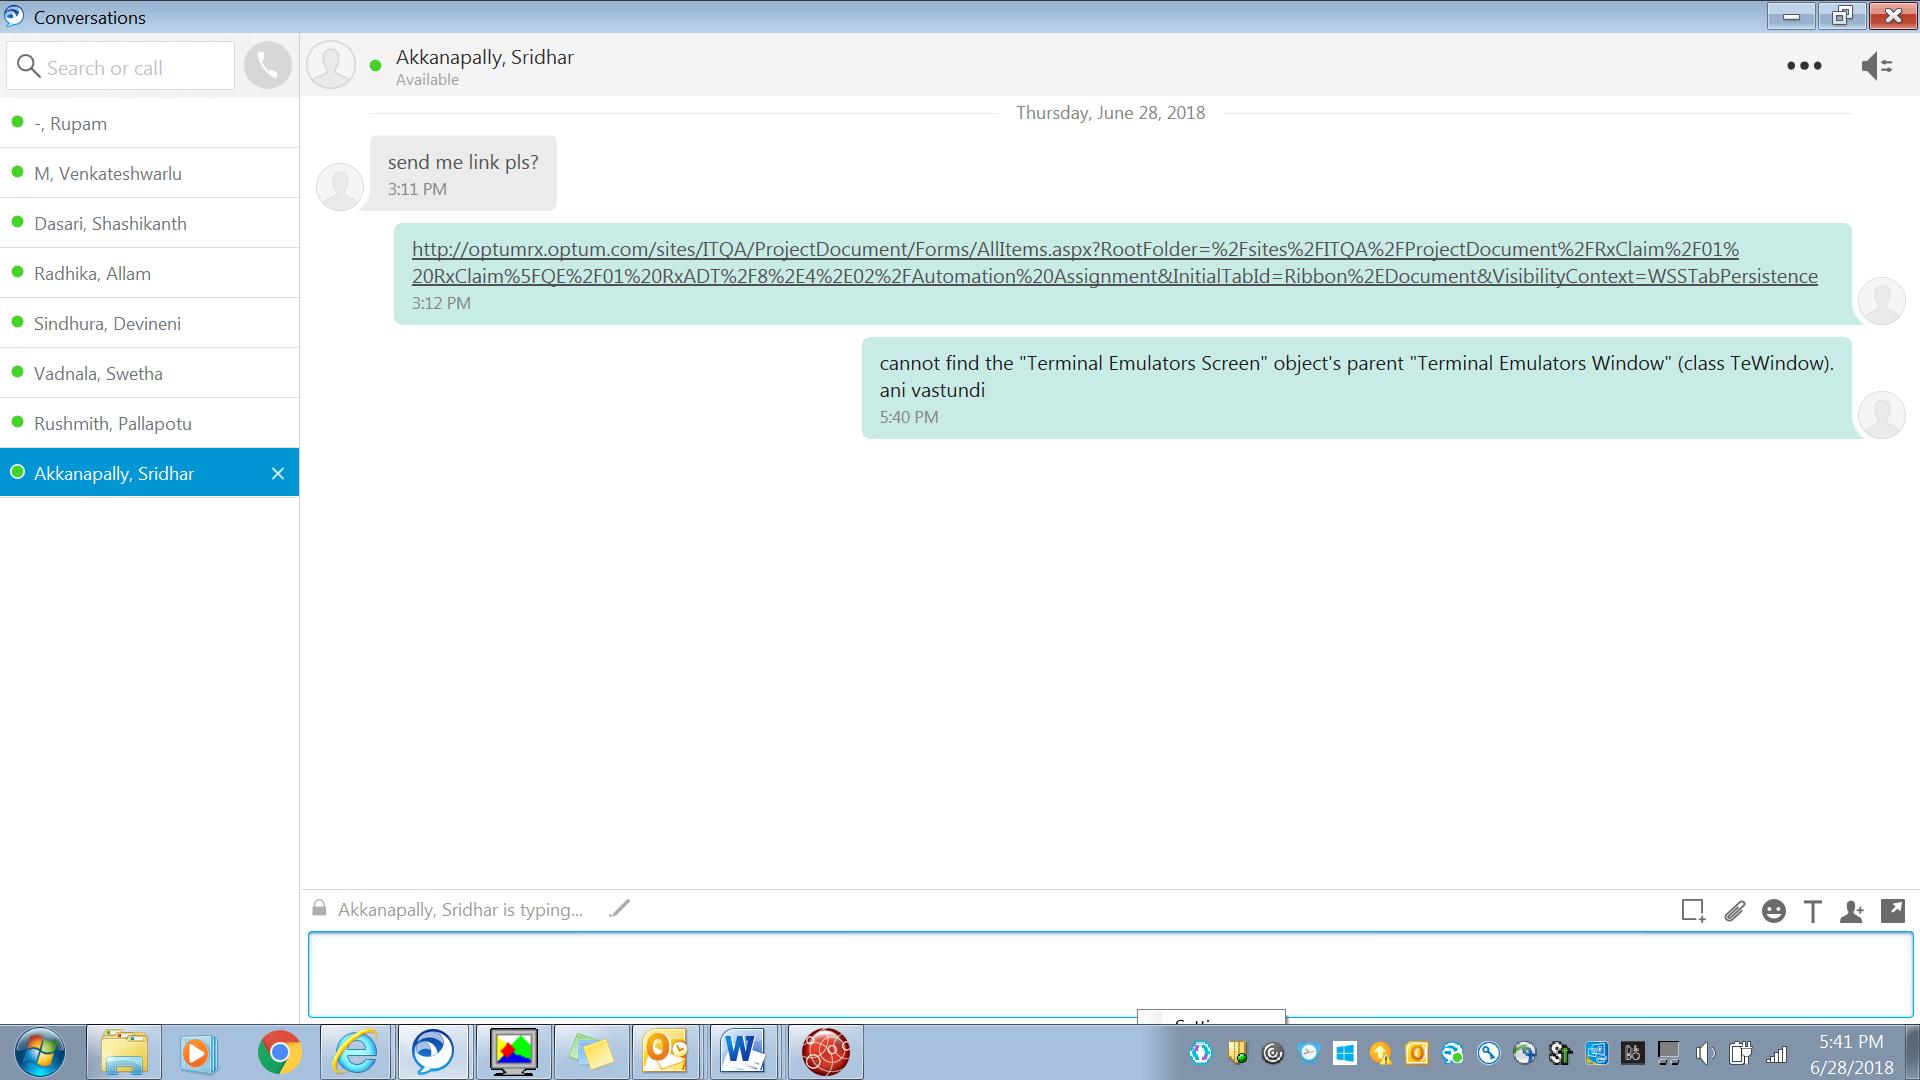 Conversations
Search or call
-, Rupam
M, Venkateshwarlu
Dasari, Shashikanth
Radhika, Allam
Sindhura, Devineni
Vadnala, Swetha
Rushmith, Pallapotu
Akkanapally, Sridhar
Akkanapally, Sridhar
Available
Thursday, June 28, 2018
send me link pls?
3:11 PM
http://optumrx.optum.com/sites/ITQA/ProjectDocument/Forms/AllItems.aspx?RootFolder=%2Fsites%2FITQA%2FProjectDocument%2FRxClaim%2F01%
20RxClaim%5FQE%2F01%20RxADT%2F8%2E4%2E02%2FAutomation%20Assignment&InitialTabId=Ribbon%2EDocument&VisibilityContext=WSSTabPersistence
3:12 PM
cannot find the "Terminal Emulators Screen" object's parent "Terminal Emulators Window" (class TeWindow).
ani vastundi
5:40 PM
Akkanapally, Sridhar is typing...
5:41 PM
6/28/2018